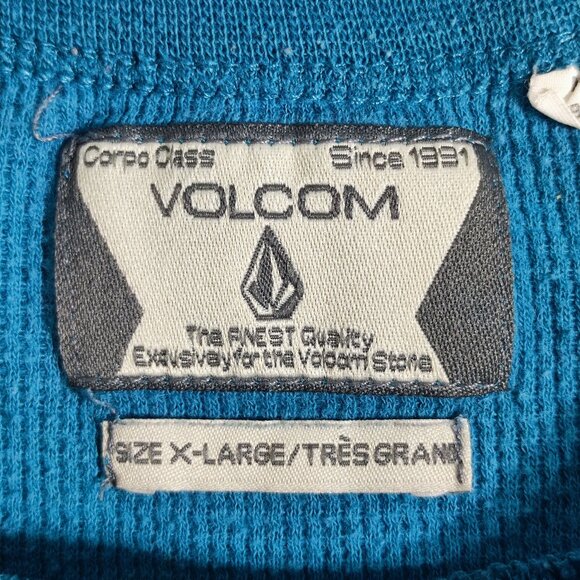 Corpo Class Since 1991
VOLCOM
The FINEST Quality
Exclusively for the Volcom Stone
SIZE X-LARGE/TRÈS GRAND